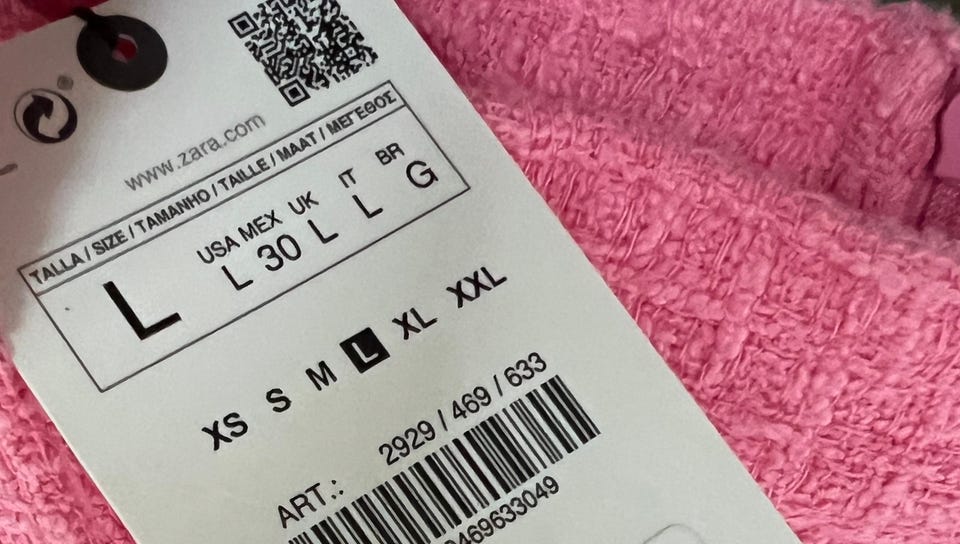 www.zara.com
TALLA / SIZE / TAMANHO / TAILLE / MAAT / ΜΕΓΕΘΟΣ
L
USA MEX UK IT BR
L 30 L L G
XS S M L XL XXL
ART.: 2929 / 469 / 633